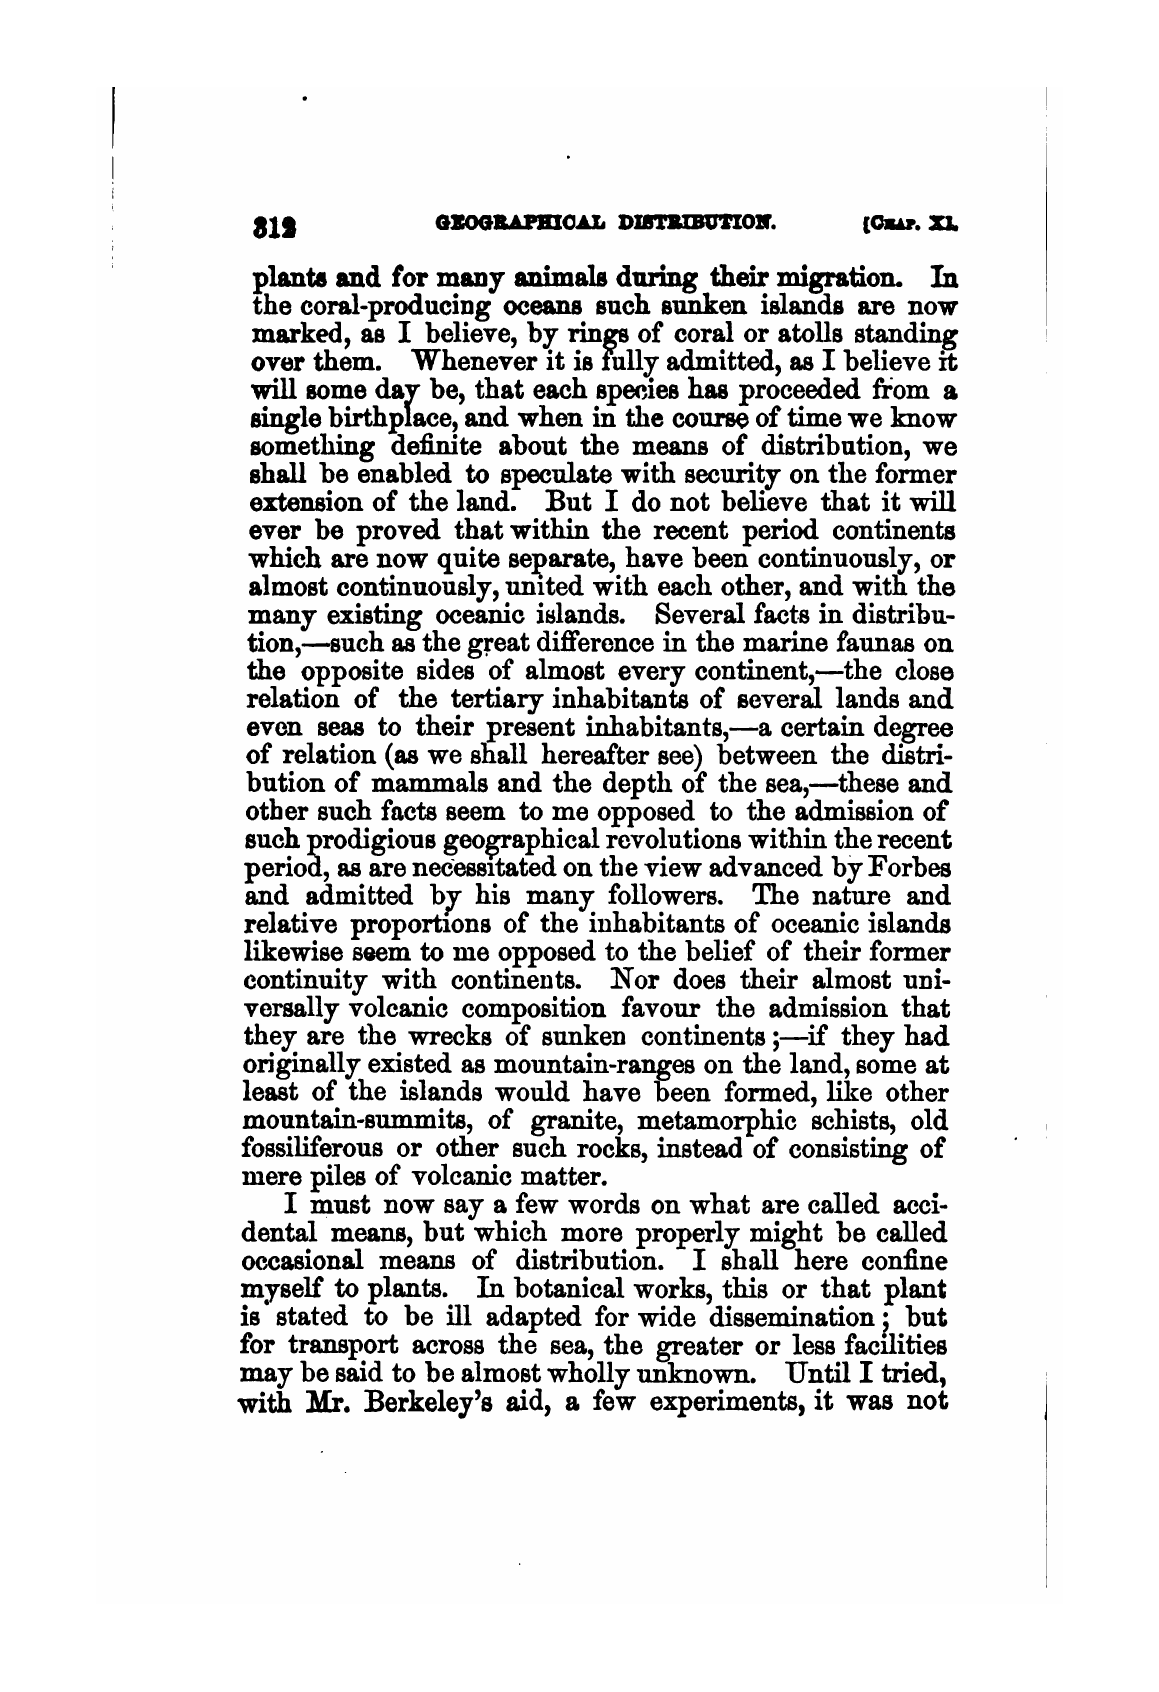 312 GEOGRAPHICAL DISTRIBUTION. [CHAP. XI.
plants and for many animals during their migration. In
the coral-producing oceans such sunken islands are now
marked, as I believe, by rings of coral or atolls standing
over them. Whenever it is fully admitted, as I believe it
will some day be, that each species has proceeded from a
single birthplace, and when in the course of time we know
something definite about the means of distribution, we
shall be enabled to speculate with security on the former
extension of the land. But I do not believe that it will
ever be proved that within the recent period continents
which are now quite separate, have been continuously, or
almost continuously, united with each other, and with the
many existing oceanic islands. Several facts in distribu-
tion,—such as the great difference in the marine faunas on
the opposite sides of almost every continent,—the close
relation of the tertiary inhabitants of several lands and
even seas to their present inhabitants,—a certain degree
of relation (as we shall hereafter see) between the distri-
bution of mammals and the depth of the sea,—these and
other such facts seem to me opposed to the admission of
such prodigious geographical revolutions within the recent
period, as are necessitated on the view advanced by Forbes
and admitted by his many followers. The nature and
relative proportions of the inhabitants of oceanic islands
likewise seem to me opposed to the belief of their former
continuity with continents. Nor does their almost uni-
versally volcanic composition favour the admission that
they are the wrecks of sunken continents;—if they had
originally existed as mountain-ranges on the land, some at
least of the islands would have been formed, like other
mountain-summits, of granite, metamorphic schists, old
fossiliferous or other such rocks, instead of consisting of
mere piles of volcanic matter.
I must now say a few words on what are called acci-
dental means, but which more properly might be called
occasional means of distribution. I shall here confine
myself to plants. In botanical works, this or that plant
is stated to be ill adapted for wide dissemination; but
for transport across the sea, the greater or less facilities
may be said to be almost wholly unknown. Until I tried,
with Mr. Berkeley's aid, a few experiments, it was not